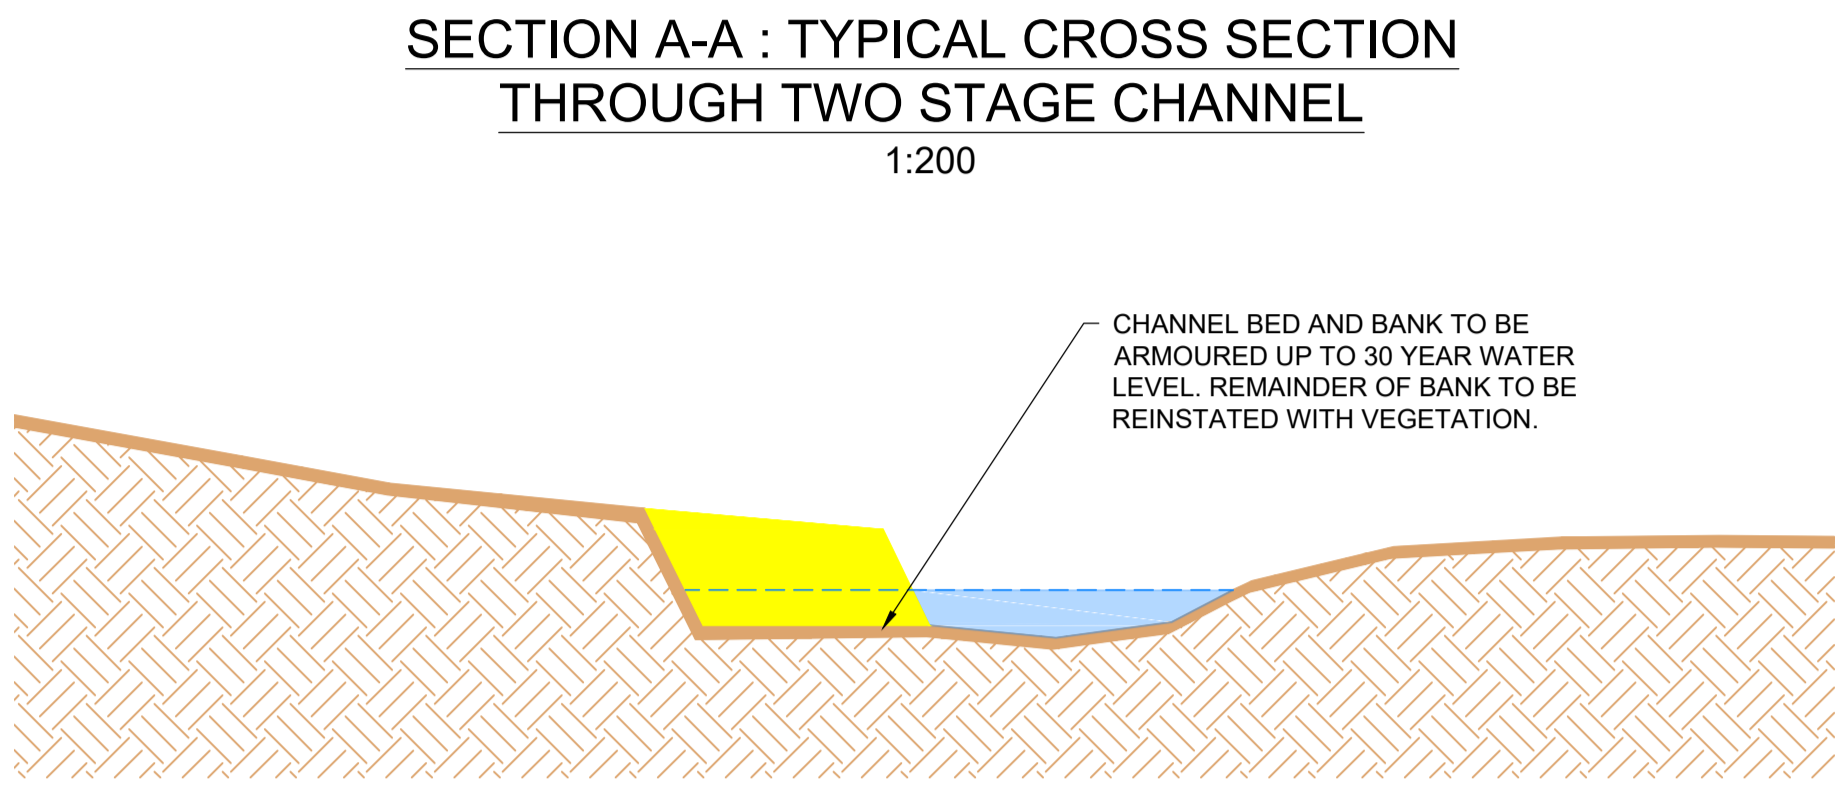 SECTION A-A : TYPICAL CROSS SECTION
THROUGH TWO STAGE CHANNEL
1:200
CHANNEL BED AND BANK TO BE
ARMOURED UP TO 30 YEAR WATER
LEVEL. REMAINDER OF BANK TO BE
REINSTATED WITH VEGETATION.